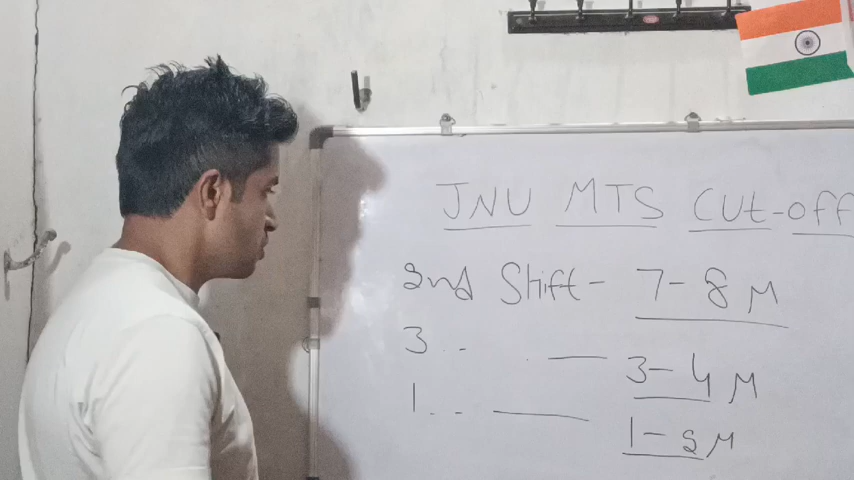 JNU MTS CUt-off
2nd Shift- 7-8 M
3 .. — 3-4 M
1 .. — 1-2 M